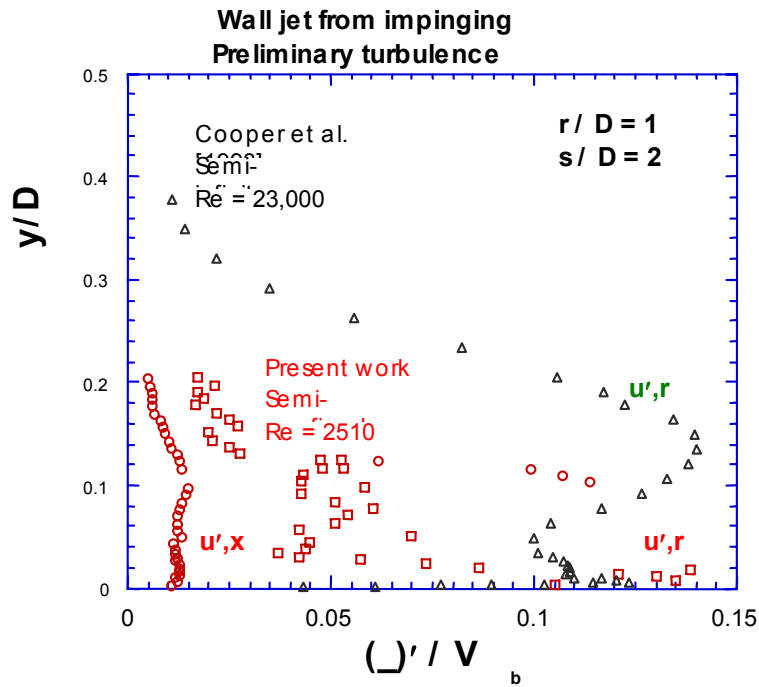 Wall jet from impinging
Preliminary turbulence
0.5
Cooper et al.
Semi-
Re = 23,000
r / D = 1
s / D = 2
0.4
y/D
0.3
Present work
Semi-
Re = 2510
u′,r
0.2
0.1
u′,x
u′,r
0
0
0.05
0.1
0.15
(_)′ / V
b